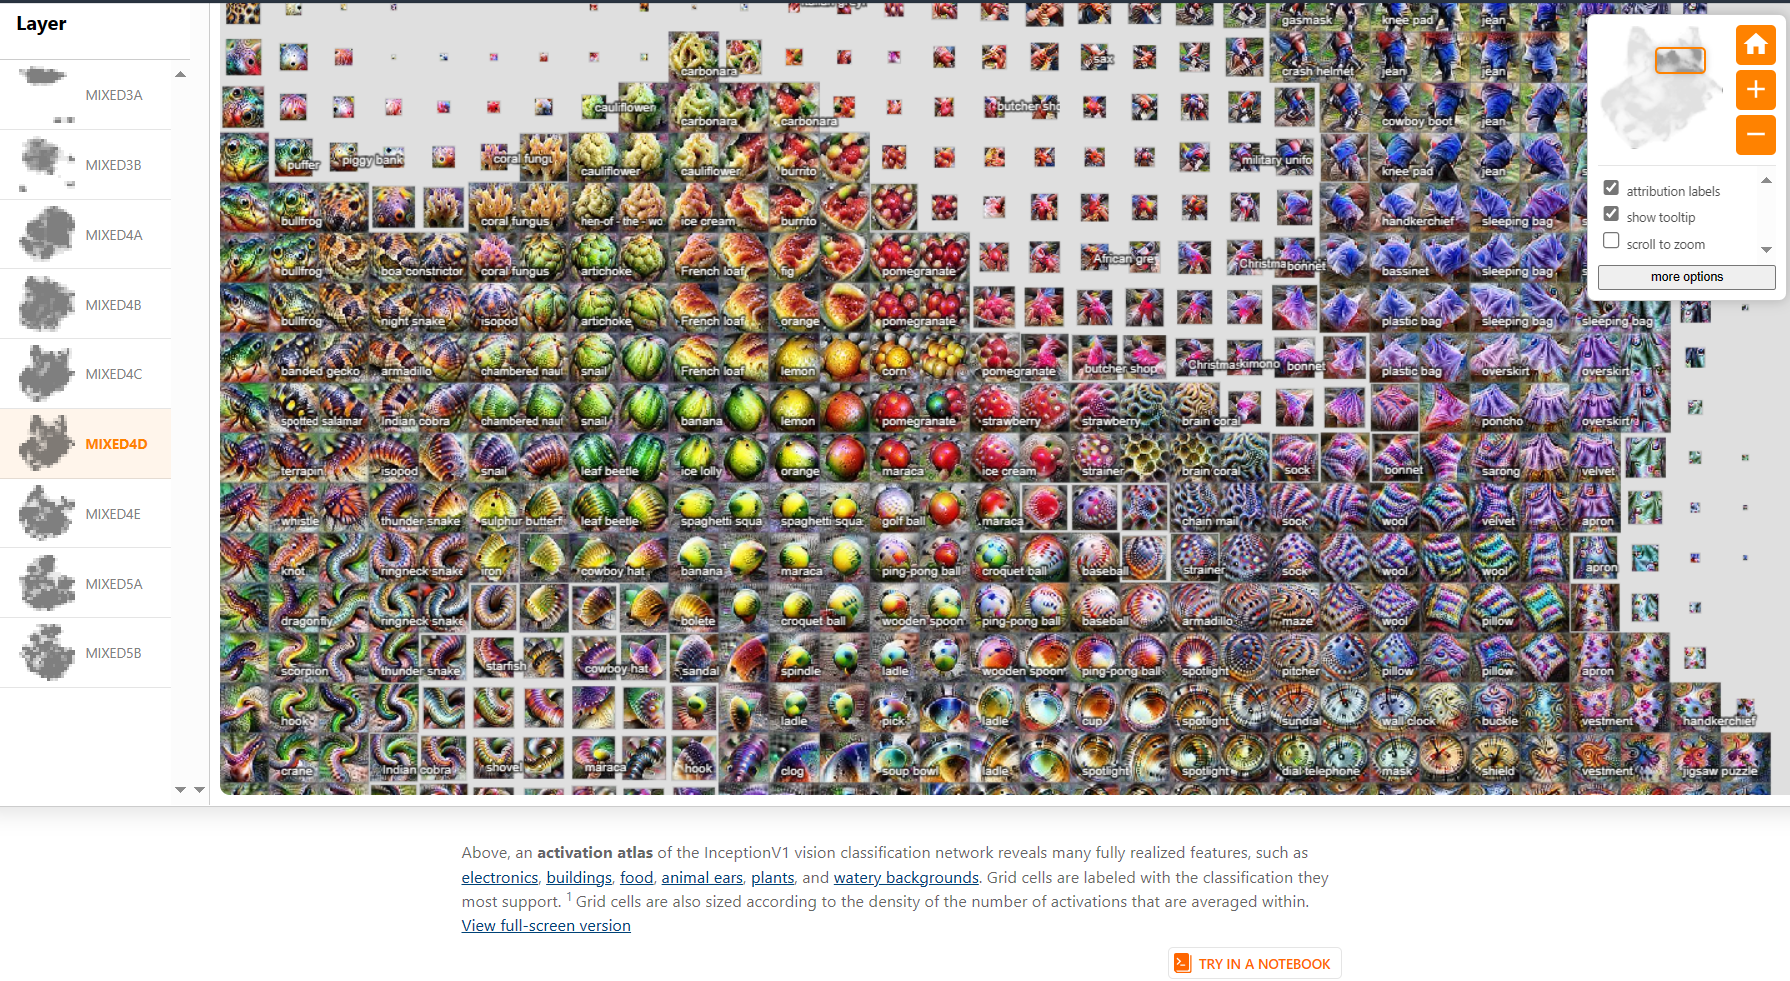 Layer
MIXED3A
MIXED3B
MIXED4A
MIXED4B
MIXED4C
MIXED4D
MIXED4E
MIXED5A
MIXED5B
gasmask knee pad jean
carbonara sax crash helmet jean jean
cauliflower carbonara carbonara cowboy boot jean
puffer piggy bank cauliflower cauliflower burrito knee pad jean
bullfrog coral fungus hen-of-the-wo ice cream burrito handkerchief sleeping bag
bullfrog boa constrictor coral fungus artichoke French loaf fig pomegranate African grey bonnet bassinet sleeping bag
bullfrog night snake isopod artichoke French loaf orange pomegranate plastic bag sleeping bag sleeping bag
banded gecko armadillo chambered naut snail French loaf lemon corn pomegranate butcher shop Christmas kimono bonnet plastic bag overskirt overskirt
spotted salamar Indian cobra chambered naut snail banana lemon pomegranate strawberry strawberry brain coral poncho overskirt
terrapin isopod snail leaf beetle ice lolly orange maraca ice cream strainer brain coral sock bonnet sarong velvet
whistle thunder snake sulphur butterf leaf beetle spaghetti squa spaghetti squa golf ball maraca chain mail sock wool velvet apron
knot ringneck snake iron cowboy hat banana maraca ping-pong ball croquet ball baseball strainer sock wool wool apron
dragonfly ringneck snake bolete croquet ball wooden spoon ping-pong ball baseball armadillo maze wool pillow
scorpion thunder snake starfish cowboy hat sandal spindle ladle wooden spoon ping-pong ball spotlight pitcher pillow pillow apron
hook ladle pick ladle cup spotlight sundial wall clock buckle vestment handkerchief
crane Indian cobra shovel maraca hook clog soup bowl ladle spotlight spotlight dial telephone mask shield vestment jigsaw puzzle
attribution labels
show tooltip
scroll to zoom
more options
Above, an activation atlas of the InceptionV1 vision classification network reveals many fully realized features, such as
electronics, buildings, food, animal ears, plants, and watery backgrounds. Grid cells are labeled with the classification they
most support. 1 Grid cells are also sized according to the density of the number of activations that are averaged within.
View full-screen version
TRY IN A NOTEBOOK